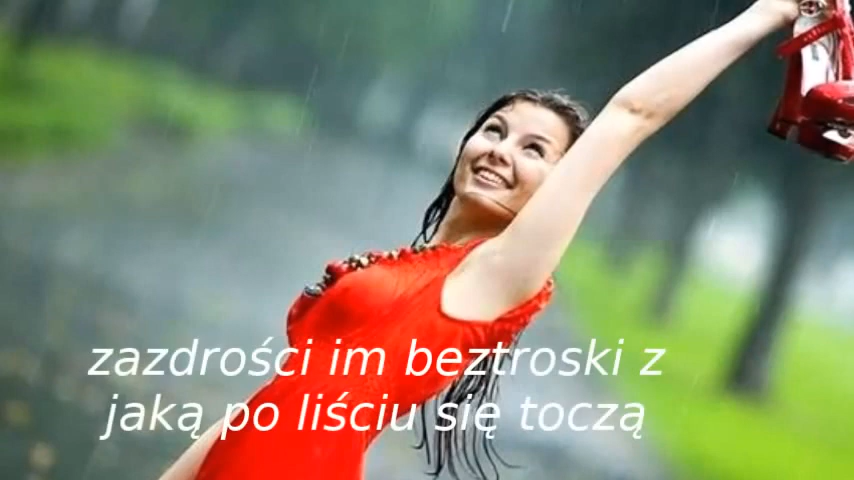 zazdrości im beztroski z
jaką po liściu się toczą